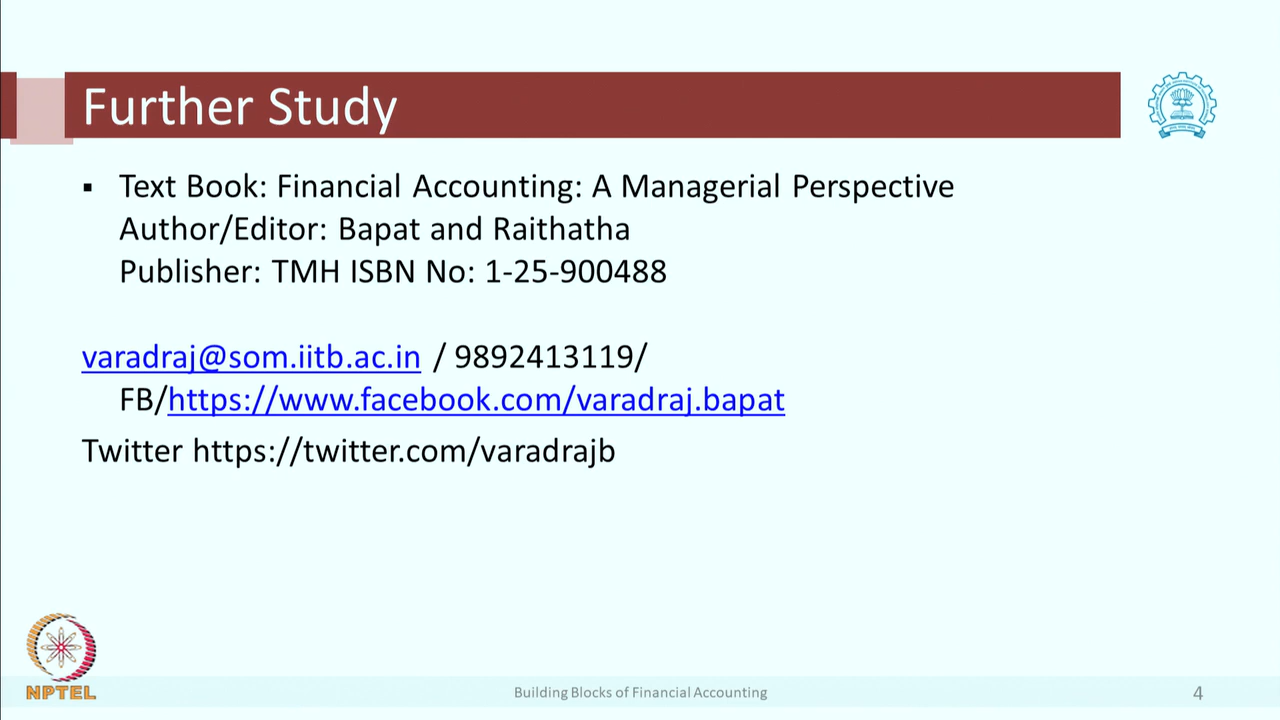 Further Study
▪ Text Book: Financial Accounting: A Managerial Perspective
Author/Editor: Bapat and Raithatha
Publisher: TMH ISBN No: 1-25-900488
varadraj@som.iitb.ac.in / 9892413119/
FB/https://www.facebook.com/varadraj.bapat
Twitter https://twitter.com/varadrajb
NPTEL
Building Blocks of Financial Accounting
4